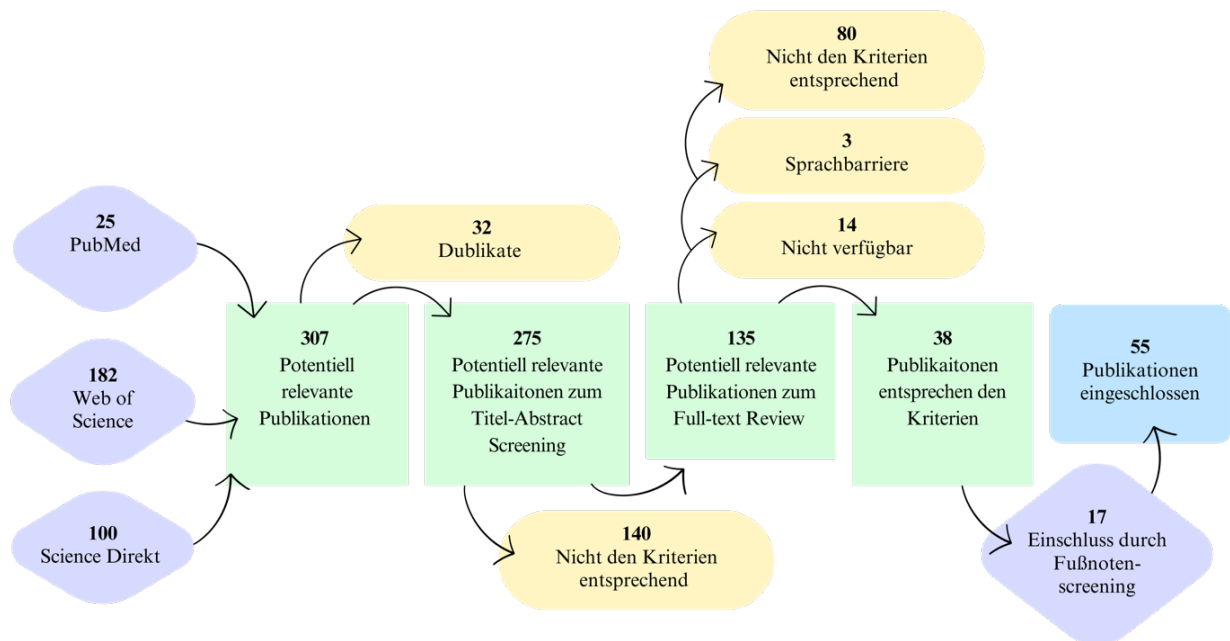 25
PubMed
182
Web of
Science
100
Science Direkt
307
Potentiell
relevante
Publikationen
32
Dublikate
275
Potentiell relevante
Publikaitonen zum
Titel-Abstract
Screening
140
Nicht den Kriterien
entsprechend
135
Potentiell relevante
Publikationen zum
Full-text Review
80
Nicht den Kriterien
entsprechend
3
Sprachbarriere
14
Nicht verfügbar
38
Publikaitonen
entsprechen den
Kriterien
17
Einschluss durch
Fußnoten-
screening
55
Publikationen
eingeschlossen